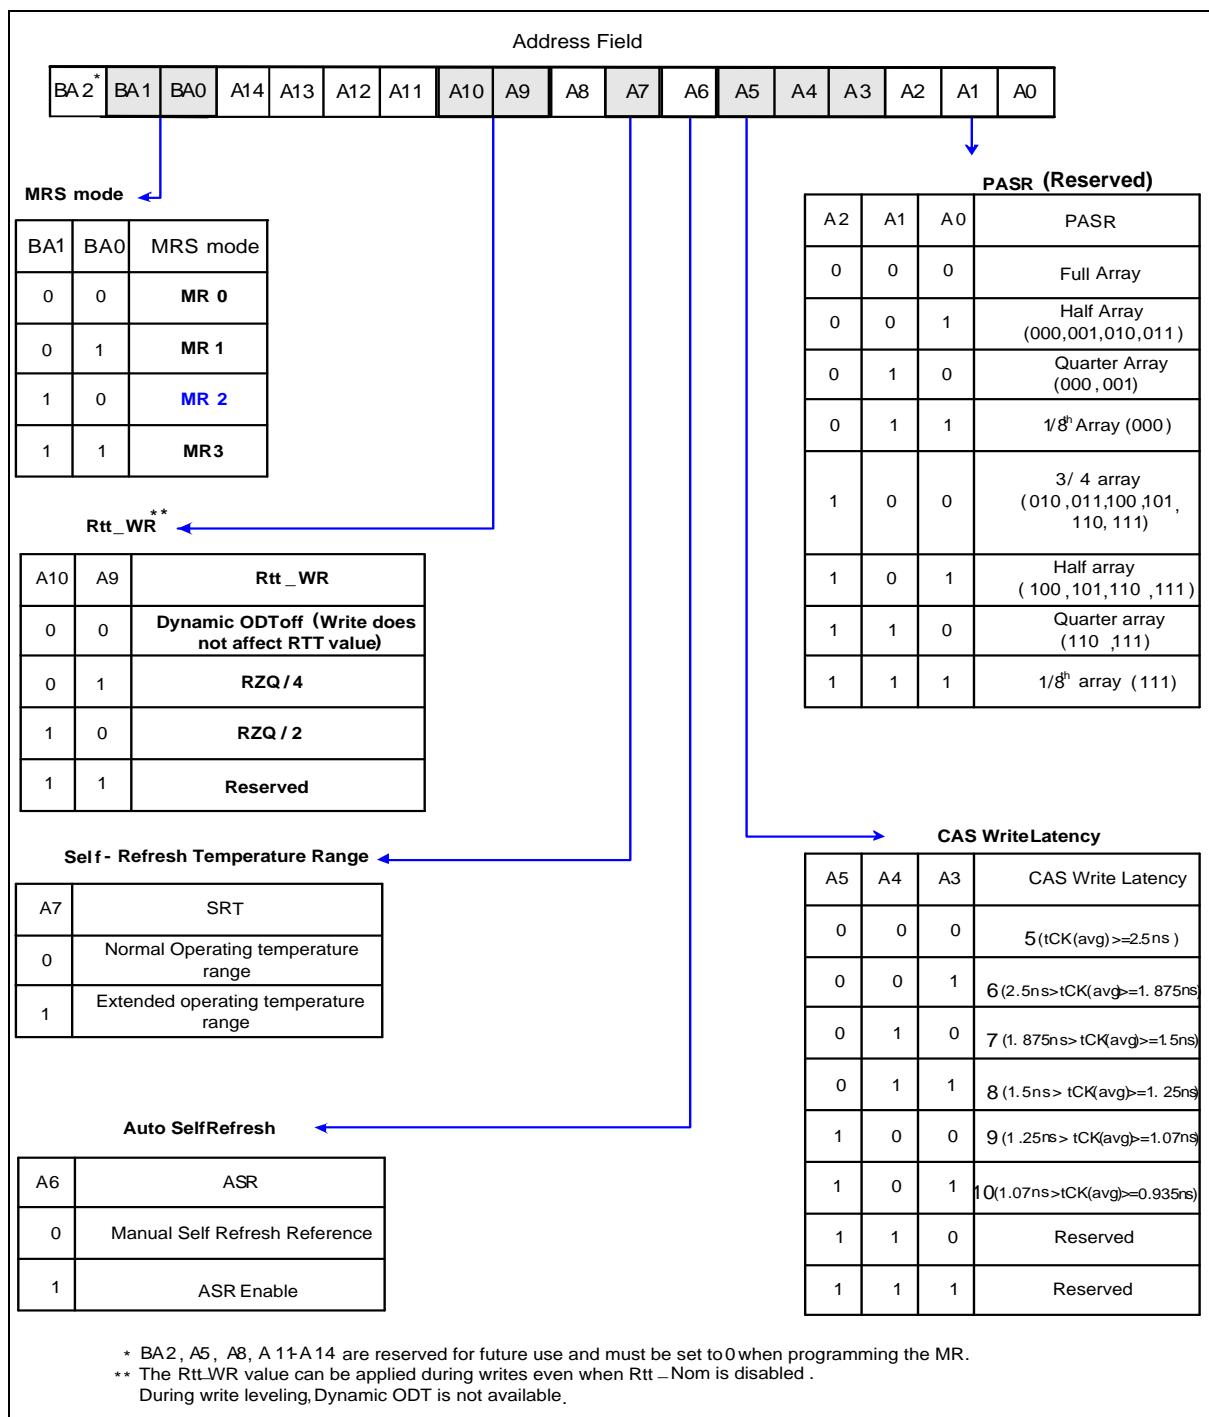 Address Field
BA2* BA1 BA0 A14 A13 A12 A11 A10 A9 A8 A7 A6 A5 A4 A3 A2 A1 A0
MRS mode
BA1 BA0 MRS mode
0 0 MR 0
0 1 MR 1
1 0 MR 2
1 1 MR3
Rtt_WR**
A10 A9 Rtt_WR
0 0 Dynamic ODToff (Write does
not affect RTT value)
0 1 RZQ/4
1 0 RZQ/2
1 1 Reserved
Self-Refresh Temperature Range
A7 SRT
0 Normal Operating temperature
range
1 Extended operating temperature
range
Auto SelfRefresh
A6 ASR
0 Manual Self Refresh Reference
1 ASR Enable
PASR (Reserved)
A2 A1 A0 PASR
0 0 0 Full Array
0 0 1 Half Array
(000,001,010,011)
0 1 0 Quarter Array
(000,001)
0 1 1 1/8th Array (000)
1 0 0 3/4 array
(010,011,100,101,
110,111)
1 0 1 Half array
(100,101,110,111)
1 1 0 Quarter array
(110,111)
1 1 1 1/8th array (111)
CAS WriteLatency
A5 A4 A3 CAS Write Latency
0 0 0 5(tCK(avg)>=2.5ns)
0 0 1 6(2.5ns>tCK(avg)>=1.875ns)
0 1 0 7(1.875ns>tCK(avg)>=1.5ns)
0 1 1 8(1.5ns>tCK(avg)>=1.25ns)
1 0 0 9(1.25ns>tCK(avg)>=1.07ns)
1 0 1 10(1.07ns>tCK(avg)>=0.935ns)
1 1 0 Reserved
1 1 1 Reserved
* BA2, A5, A8, A11-A14 are reserved for future use and must be set to 0 when programming the MR.
** The Rtt_WR value can be applied during writes even when Rtt_Nom is disabled.
During write leveling, Dynamic ODT is not available.